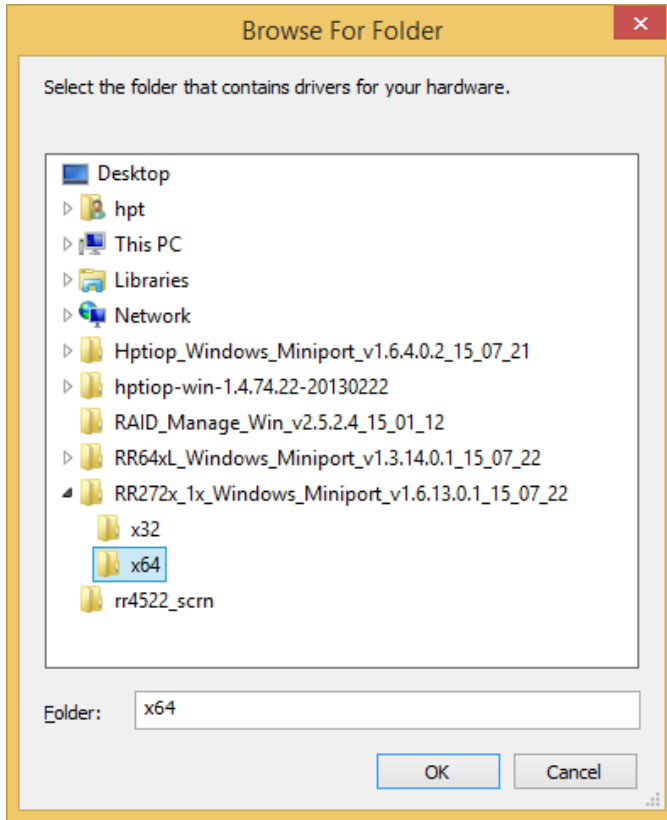 Browse For Folder
Select the folder that contains drivers for your hardware.
Desktop
hpt
This PC
Libraries
Network
Hptiop_Windows_Miniport_v1.6.4.0.2_15_07_21
hptiop-win-1.4.74.22-20130222
RAID_Manage_Win_v2.5.2.4_15_01_12
RR64xL_Windows_Miniport_v1.3.14.0.1_15_07_22
RR272x_1x_Windows_Miniport_v1.6.13.0.1_15_07_22
x32
x64
rr4522_scrn
Folder: x64
OK Cancel